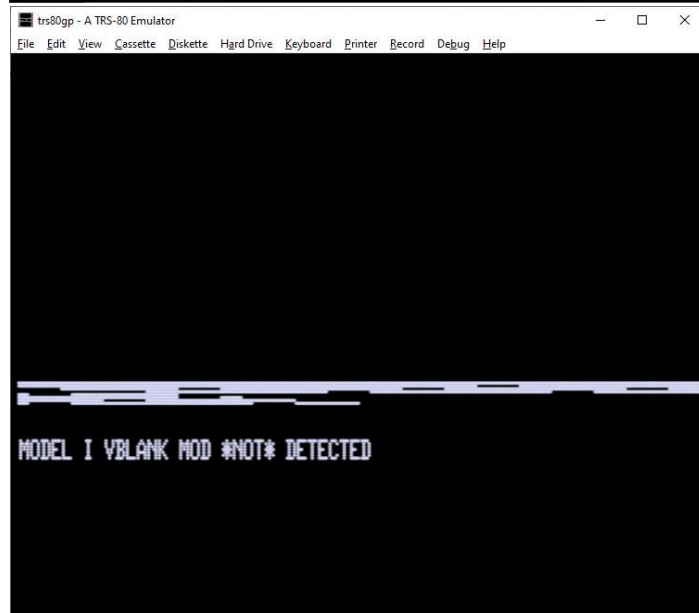 trs80gp - A TRS-80 Emulator
File Edit View Cassette Diskette Hard Drive Keyboard Printer Record Debug Help
MODEL I VBLANK MOD *NOT* DETECTED